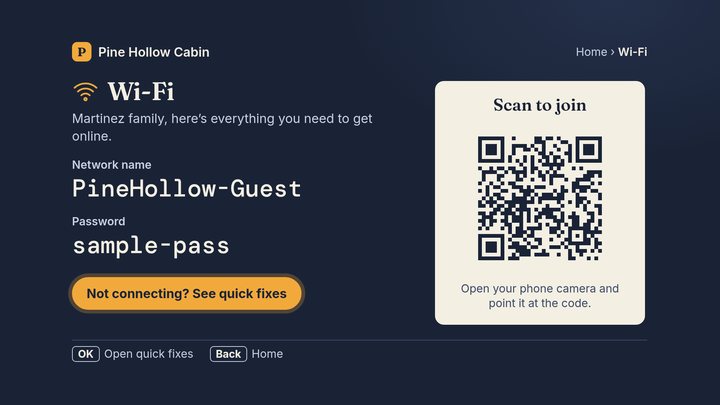 P Pine Hollow Cabin
Home › Wi-Fi
Wi-Fi
Martinez family, here’s everything you need to get
online.
Network name
PineHollow-Guest
Password
sample-pass
Not connecting? See quick fixes
Scan to join
Open your phone camera and
point it at the code.
OK Open quick fixes Back Home